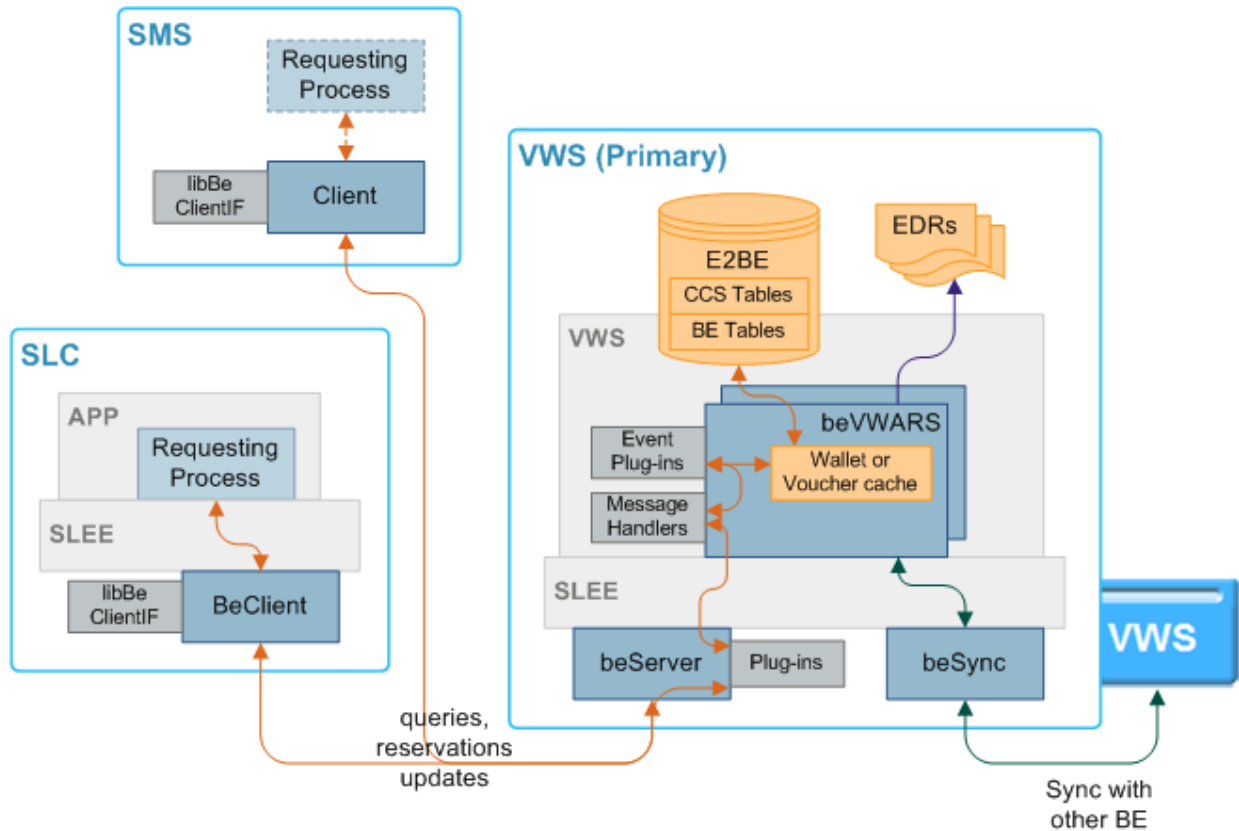 SMS
Requesting
Process
libBe
ClientIF
Client
VWS (Primary)
E2BE
CCS Tables
BE Tables
EDRs
VWS
beVWARS
Event
Plug-ins
Wallet or
Voucher cache
Message
Handlers
SLEE
beServer
Plug-ins
beSync
VWS
SLC
APP
Requesting
Process
SLEE
libBe
ClientIF
BeClient
queries,
reservations
updates
Sync with
other BE